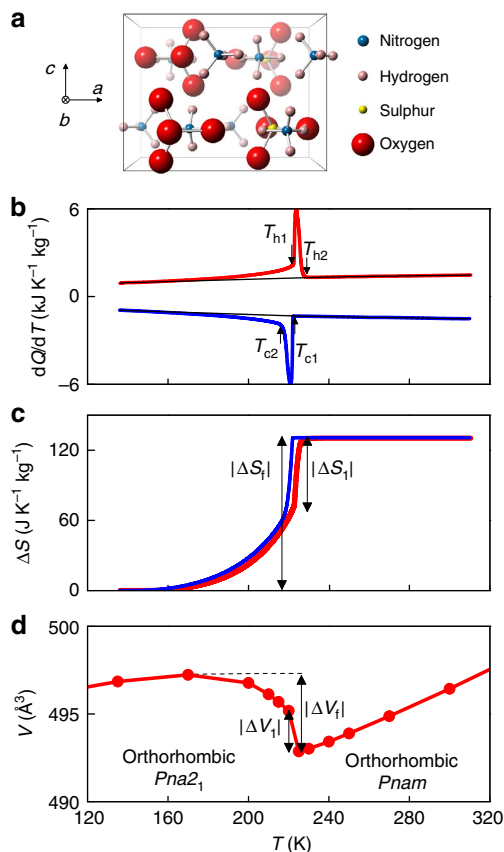 a
c
a
b
Nitrogen
Hydrogen
Sulphur
Oxygen
b
dQ/dT (kJ K⁻¹ kg⁻¹)
6
0
−6
T_h1
T_h2
T_c2
T_c1
c
ΔS (J K⁻¹ kg⁻¹)
120
60
0
|ΔS_f|
|ΔS_1|
d
V (Å³)
500
495
490
|ΔV_1|
|ΔV_f|
Orthorhombic
Pna2₁
Orthorhombic
Pnam
120 160 200 240 280 320
T (K)